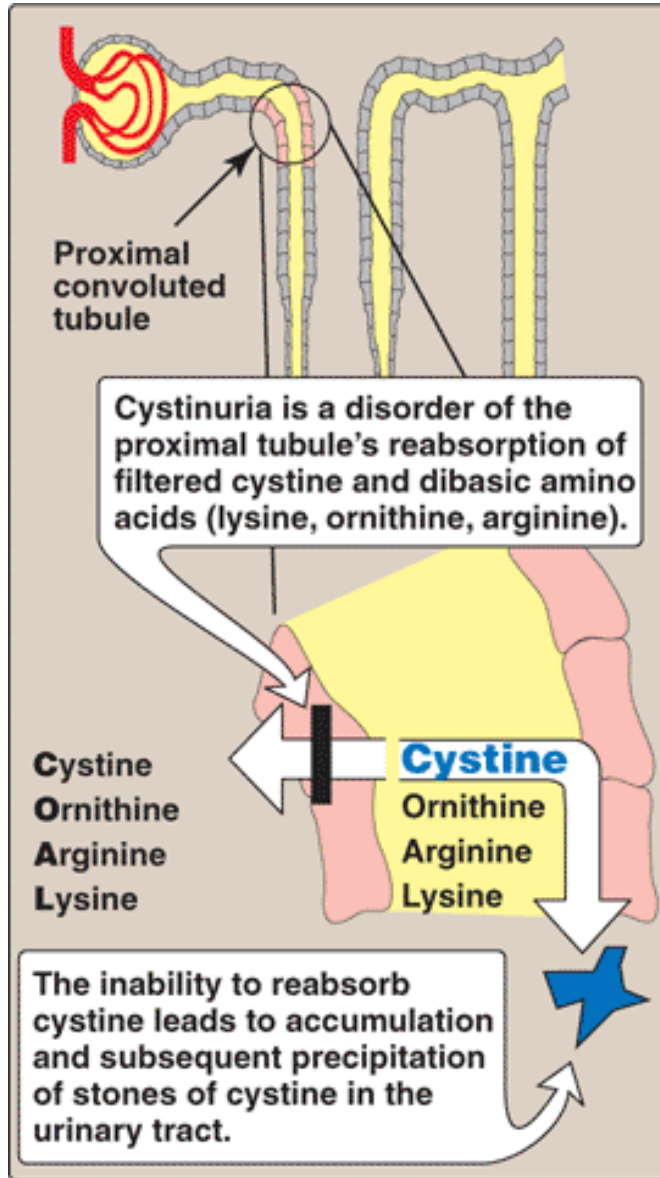 Proximal
convoluted
tubule
Cystinuria is a disorder of the
proximal tubule's reabsorption of
filtered cystine and dibasic amino
acids (lysine, ornithine, arginine).
Cystine
Ornithine
Arginine
Lysine
Cystine
Ornithine
Arginine
Lysine
The inability to reabsorb
cystine leads to accumulation
and subsequent precipitation
of stones of cystine in the
urinary tract.